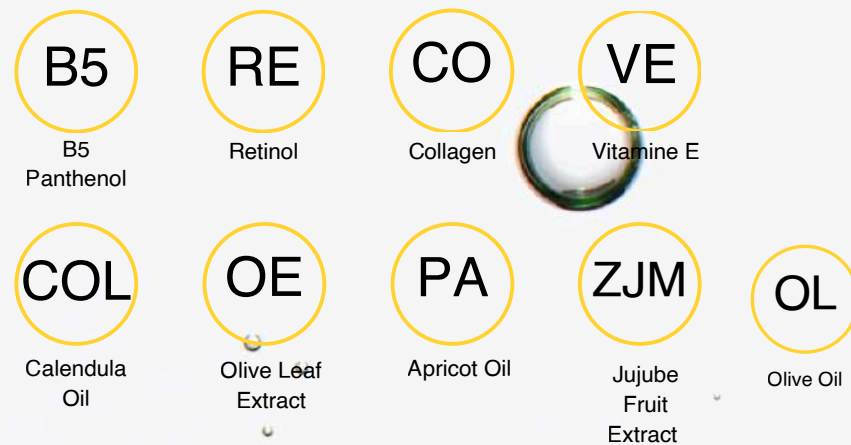 B5
RE
CO
VE
B5
Panthenol
Retinol
Collagen
Vitamine E
COL
OE
PA
ZJM
OL
Calendula
Oil
Olive Leaf
Extract
Apricot Oil
Jujube
Fruit
Extract
Olive Oil